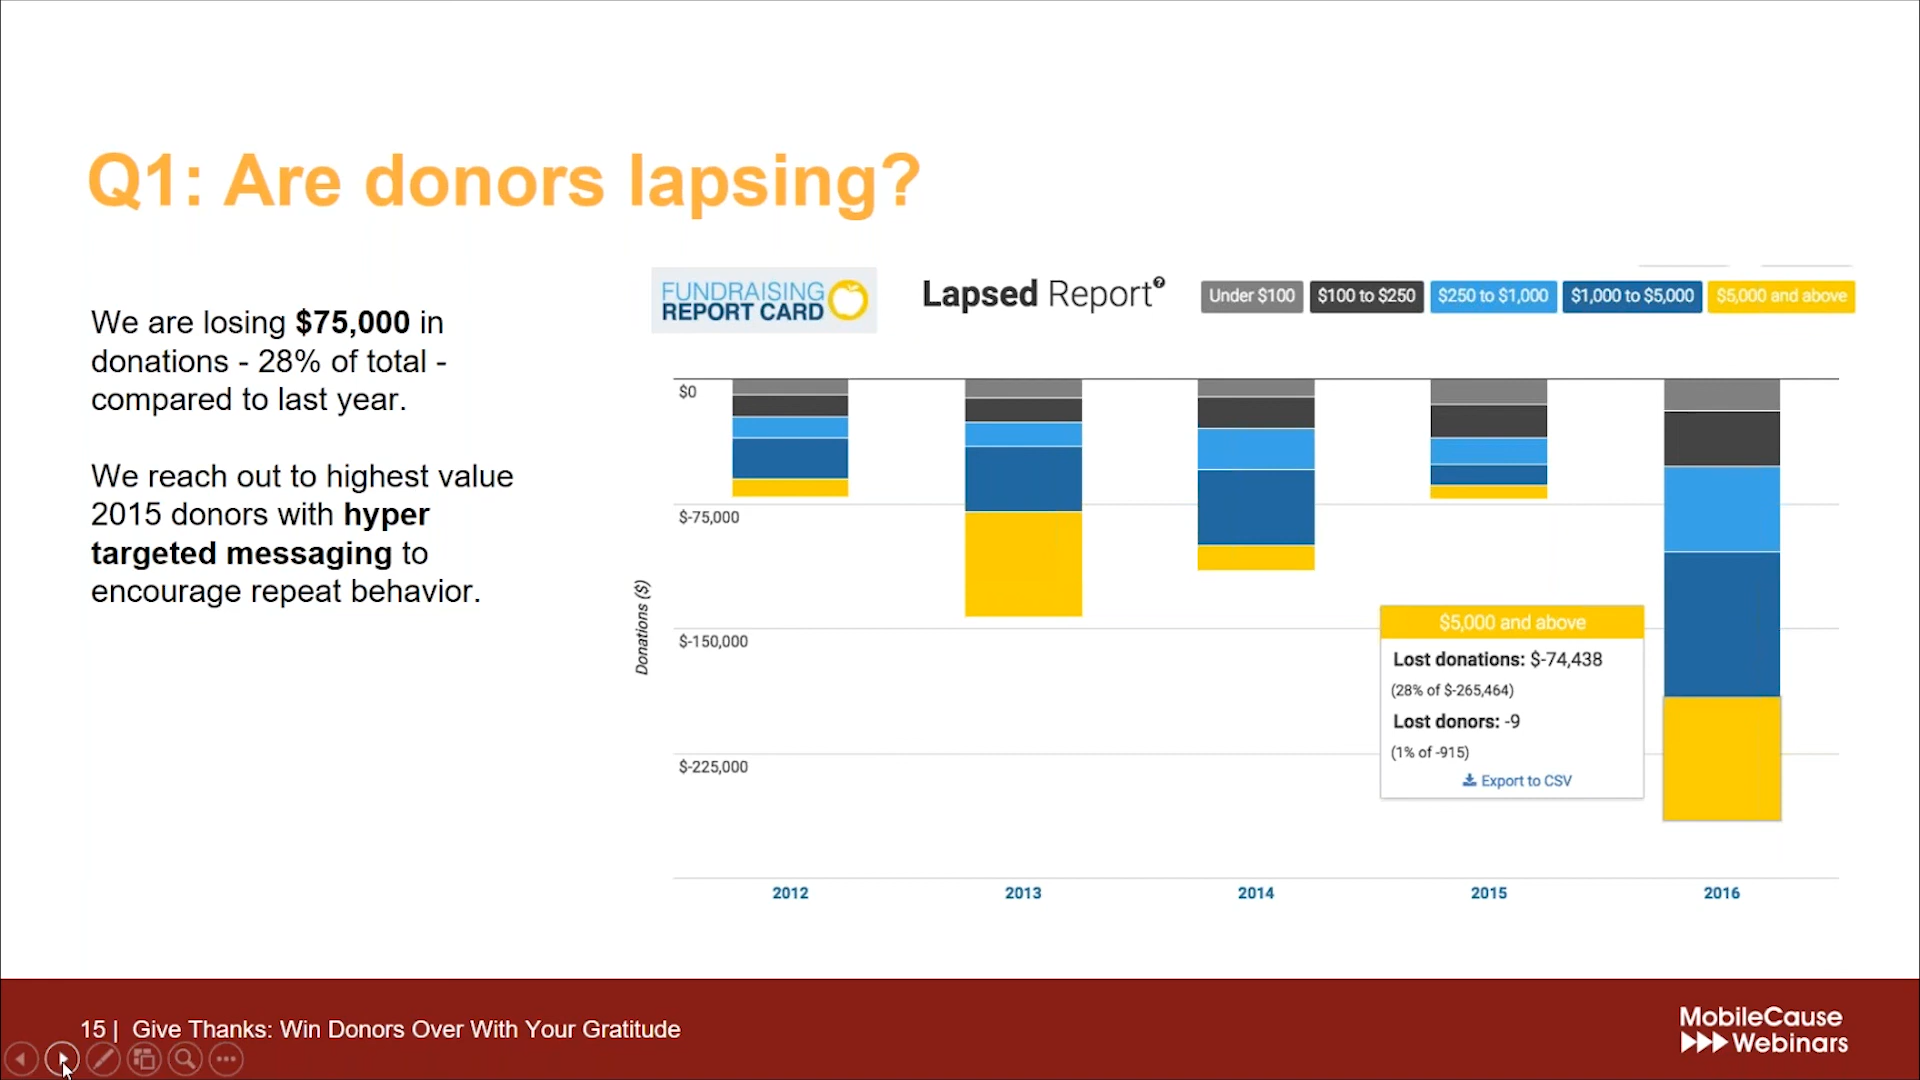 Q1: Are donors lapsing?
We are losing $75,000 in
donations - 28% of total -
compared to last year.
We reach out to highest value
2015 donors with hyper
targeted messaging to
encourage repeat behavior.
FUNDRAISING
REPORT CARD
Lapsed Report?
Under $100
$100 to $250
$250 to $1,000
$1,000 to $5,000
$5,000 and above
Donations ($)
$0
$-75,000
$-150,000
$-225,000
$5,000 and above
Lost donations: $-74,438
(28% of $-265,464)
Lost donors: -9
(1% of -915)
Export to CSV
2012
2013
2014
2015
2016
15 | Give Thanks: Win Donors Over With Your Gratitude
MobileCause
Webinars